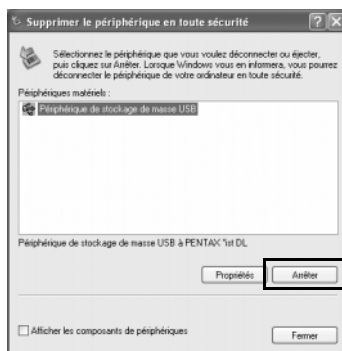 Supprimer le périphérique en toute sécurité
Sélectionnez le périphérique que vous voulez déconnecter ou éjecter,
puis cliquez sur Arrêter. Lorsque Windows vous en informera, vous pourrez
déconnecter le périphérique de votre ordinateur en toute sécurité.
Périphériques matériels :
Périphérique de stockage de masse USB
Périphérique de stockage de masse USB à PENTAX *ist DL
Propriétés
Arrêter
Afficher les composants de périphériques
Fermer